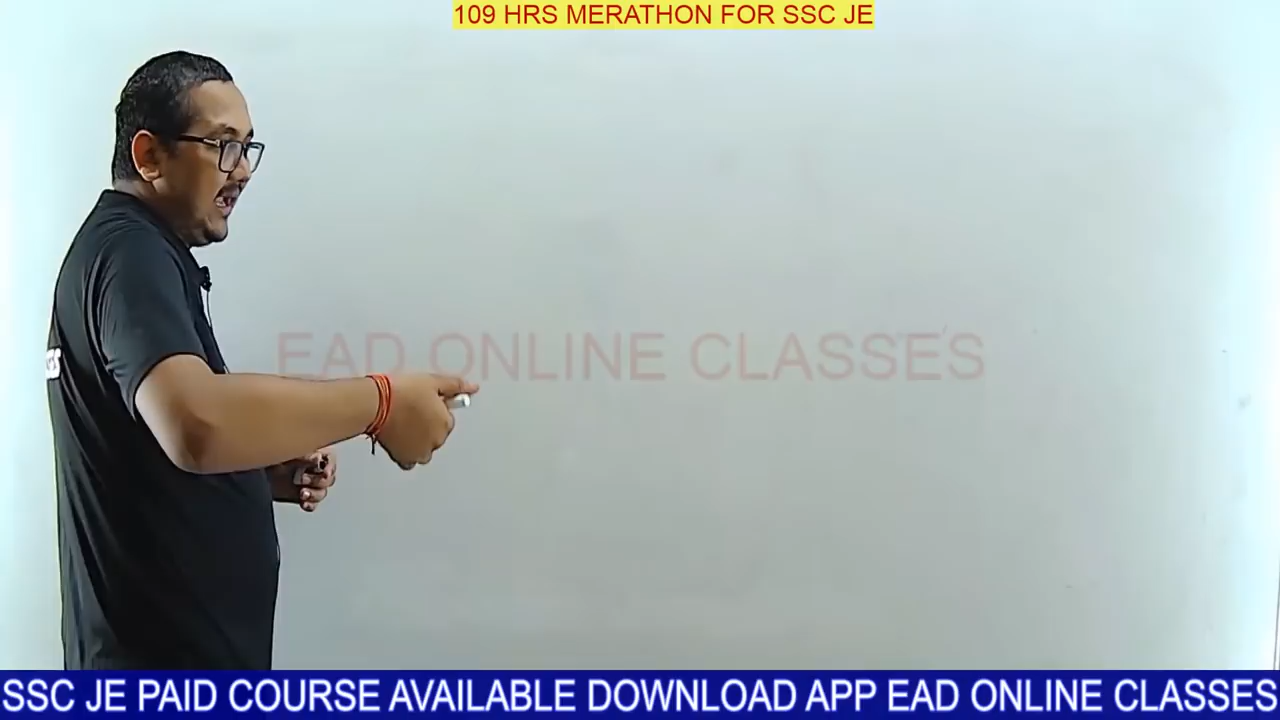 109 HRS MERATHON FOR SSC JE
EAD ONLINE CLASSES
SSC JE PAID COURSE AVAILABLE DOWNLOAD APP EAD ONLINE CLASSES